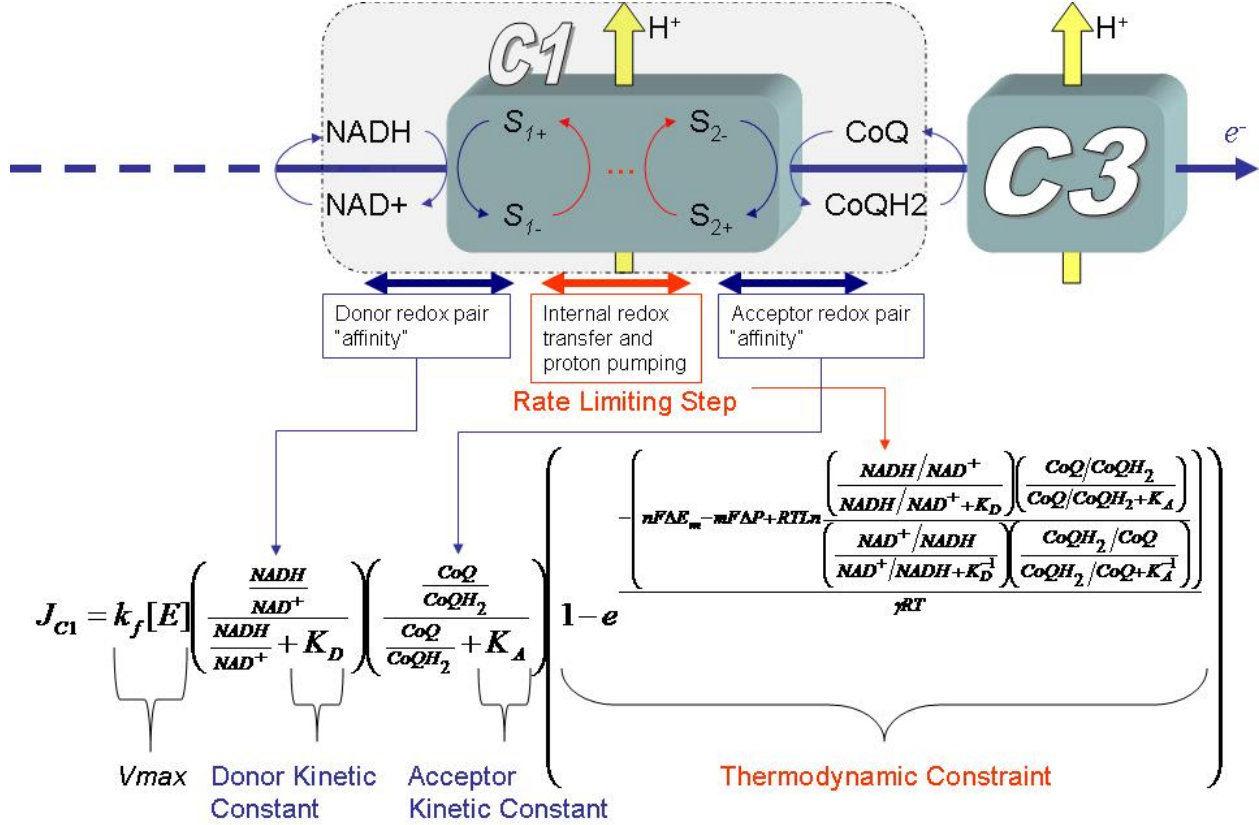 C1
H+
H+
NADH
S1+
S2-
CoQ
C3
e-
...
NAD+
S1-
S2+
CoQH2
Donor redox pair
"affinity"
Internal redox
transfer and
proton pumping
Acceptor redox pair
"affinity"
Rate Limiting Step
J_C1 = k_f[E] ( (NADH/NAD+) / (NADH/NAD+ + K_D) ) ( (CoQ/CoQH2) / (CoQ/CoQH2 + K_A) ) ( 1 - e^( -( nFΔE_m - mFΔP + RTLn ( ( (NADH/NAD+) / (NADH/NAD+ + K_D) ) ( (CoQ/CoQH2) / (CoQ/CoQH2 + K_A) ) ) / ( ( (NAD+/NADH) / (NAD+/NADH + K_D^-1) ) ( (CoQH2/CoQ) / (CoQH2/CoQ + K_A^-1) ) ) ) / γRT ) )
Vmax
Donor Kinetic
Constant
Acceptor
Kinetic Constant
Thermodynamic Constraint